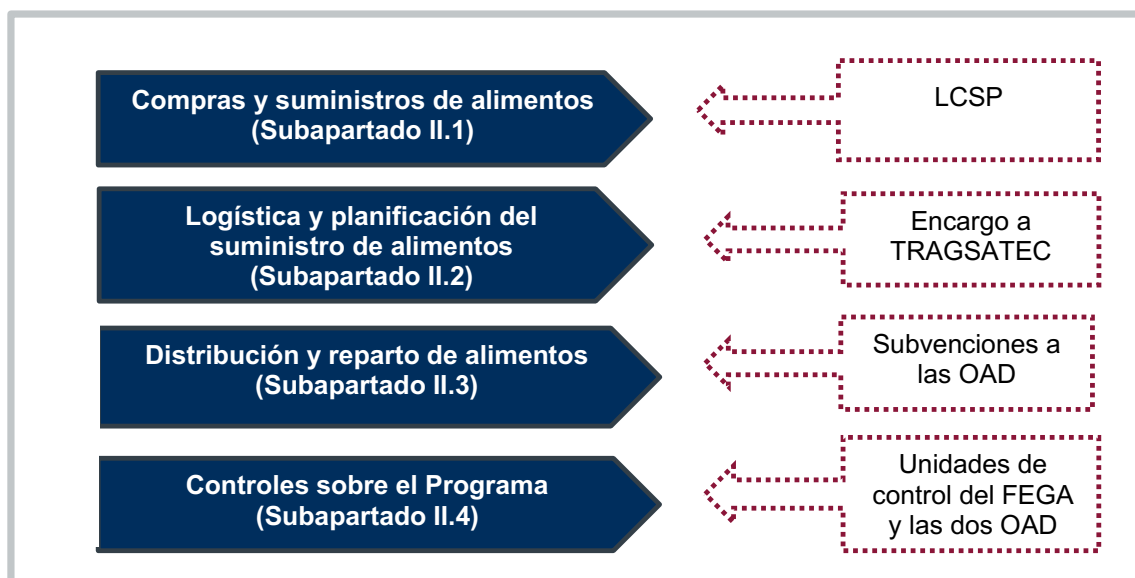 Compras y suministros de alimentos
(Subapartado II.1)
LCSP
Logística y planificación del
suministro de alimentos
(Subapartado II.2)
Encargo a
TRAGSATEC
Distribución y reparto de alimentos
(Subapartado II.3)
Subvenciones a
las OAD
Controles sobre el Programa
(Subapartado II.4)
Unidades de
control del FEGA
y las dos OAD